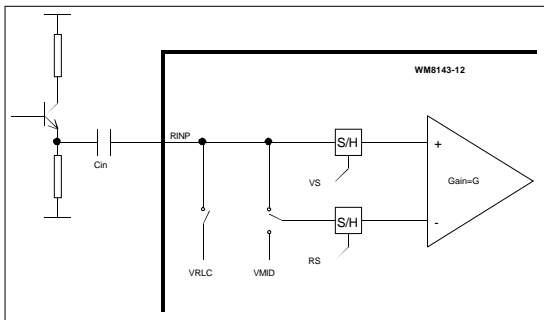 WM8143-12
RINP
Cin
S/H
+
VS
Gain=G
S/H
-
VRLC
VMID
RS